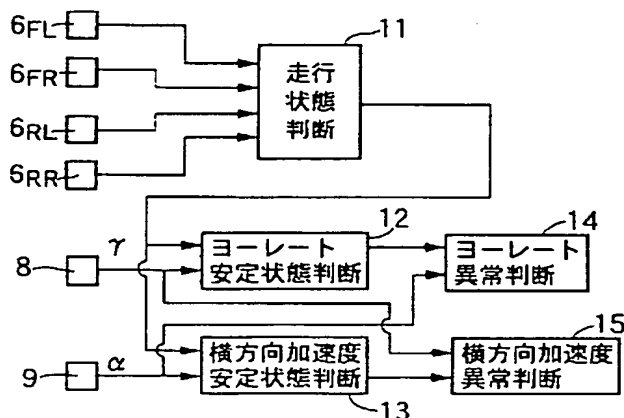 6FL
6FR
6RL
6RR
11
走行
状態
判断
12
ヨーレート
安定状態判断
14
ヨーレート
異常判断
8
γ
15
横方向加速度
異常判断
横方向加速度
安定状態判断
13
9
α